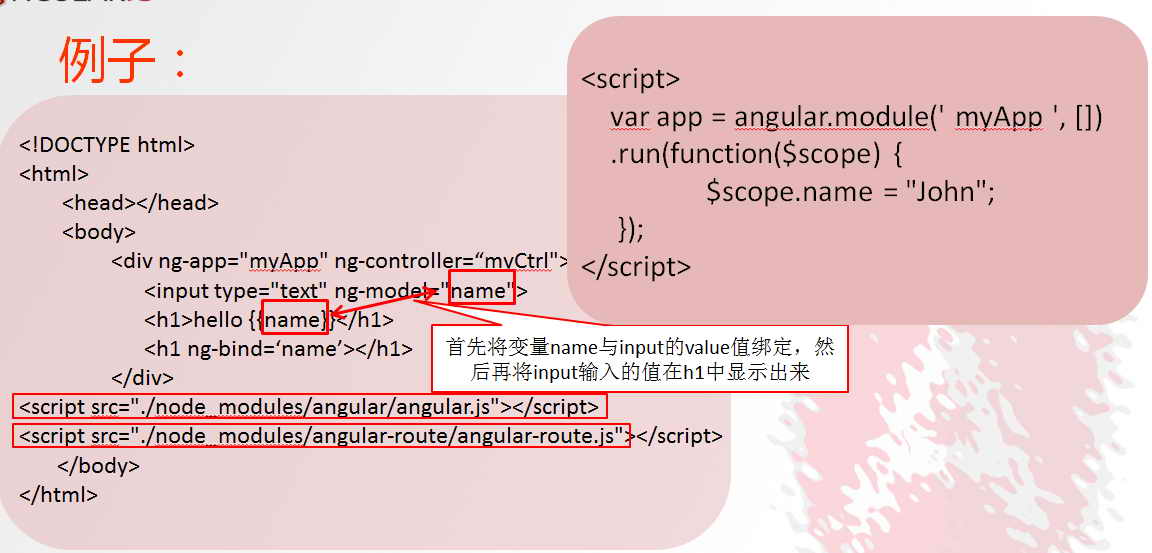 例子：
<!DOCTYPE html>
<html>
<head></head>
<body>
<div ng-app="myApp" ng-controller=“myCtrl">
<input type="text" ng-model="name">
<h1>hello {{name}}</h1>
<h1 ng-bind=‘name’></h1>
</div>
<script src="./node_modules/angular/angular.js"></script>
<script src="./node_modules/angular-route/angular-route.js"></script>
</body>
</html>
<script>
var app = angular.module(' myApp ', [])
.run(function($scope) {
$scope.name = "John";
});
</script>
首先将变量name与input的value值绑定，然
后再将input输入的值在h1中显示出来